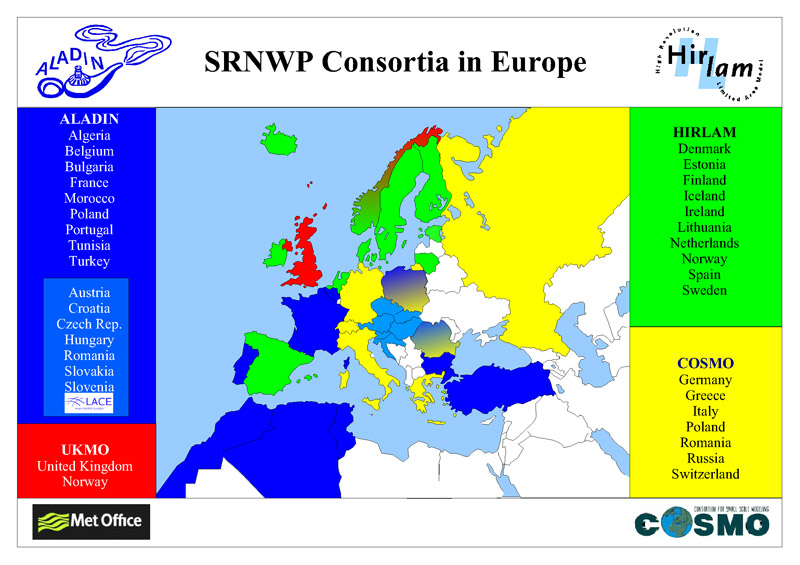 ALADIN
SRNWP Consortia in Europe
High Resolution
Hirlam
Limited Area Model
ALADIN
Algeria
Belgium
Bulgaria
France
Morocco
Poland
Portugal
Tunisia
Turkey
Austria
Croatia
Czech Rep.
Hungary
Romania
Slovakia
Slovenia
LACE
UKMO
United Kingdom
Norway
Met Office
HIRLAM
Denmark
Estonia
Finland
Iceland
Ireland
Lithuania
Netherlands
Norway
Spain
Sweden
COSMO
Germany
Greece
Italy
Poland
Romania
Russia
Switzerland
CONSORTIUM FOR SMALL SCALE MODELING
COSMO